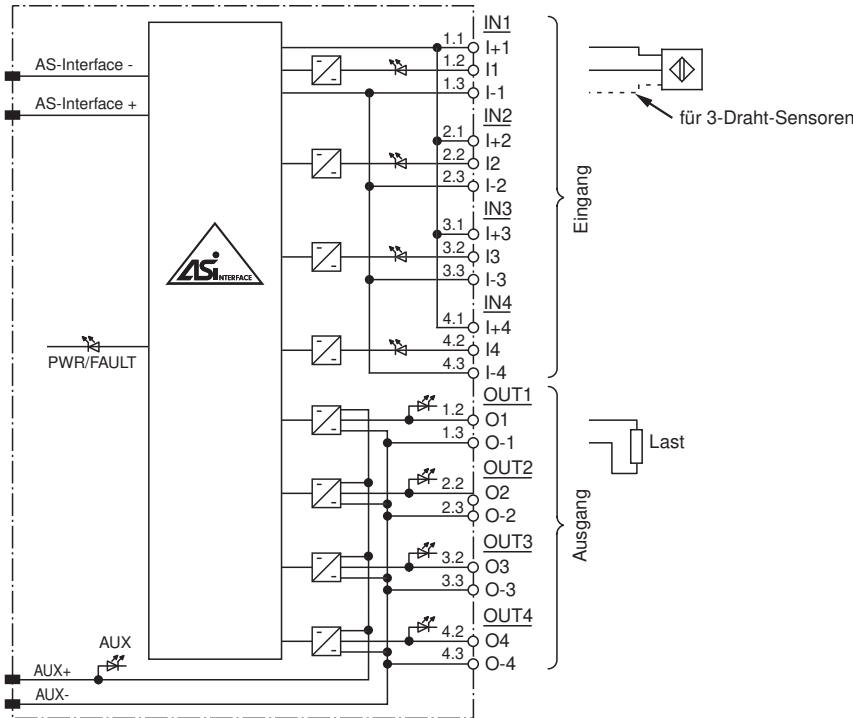 IN1
1.1 I+1
AS-Interface -
1.2 I1
1.3 I-1
AS-Interface +
für 3-Draht-Sensoren
IN2
2.1 I+2
2.2 I2
2.3 I-2
Eingang
IN3
3.1 I+3
3.2 I3
3.3 I-3
ASi INTERFACE
IN4
4.1 I+4
4.2 I4
4.3 I-4
PWR/FAULT
OUT1
1.2 O1
1.3 O-1
Last
OUT2
2.2 O2
2.3 O-2
Ausgang
OUT3
3.2 O3
3.3 O-3
OUT4
4.2 O4
4.3 O-4
AUX
AUX+
AUX-